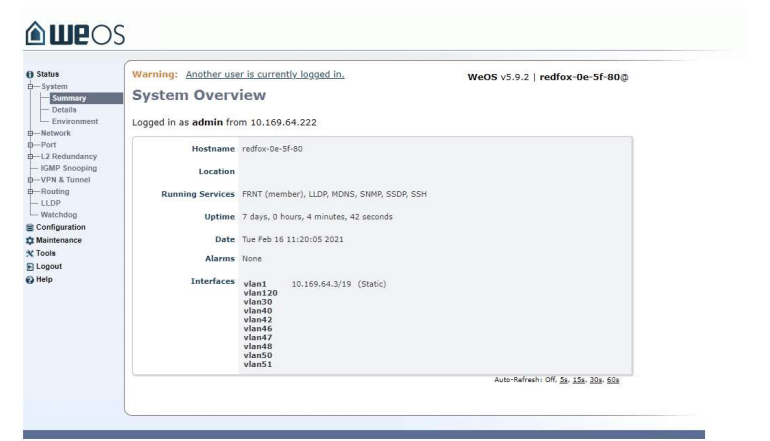 WeOS
Status
System
Summary
Details
Environment
Network
Port
L2 Redundancy
IGMP Snooping
VPN & Tunnel
Routing
LLDP
Watchdog
Configuration
Maintenance
Tools
Logout
Help
Warning: Another user is currently logged in.
WeOS v5.9.2 | redfox-0e-5f-80@
System Overview
Logged in as admin from 10.169.64.222
Hostname redfox-0e-5f-80
Location
Running Services FRNT (member), LLDP, MDNS, SNMP, SSDP, SSH
Uptime 7 days, 0 hours, 4 minutes, 42 seconds
Date Tue Feb 16 11:20:05 2021
Alarms None
Interfaces vlan1 10.169.64.3/19 (Static)
vlan120
vlan30
vlan40
vlan42
vlan46
vlan47
vlan48
vlan50
vlan51
Auto-Refresh: Off, 5s, 15s, 30s, 60s